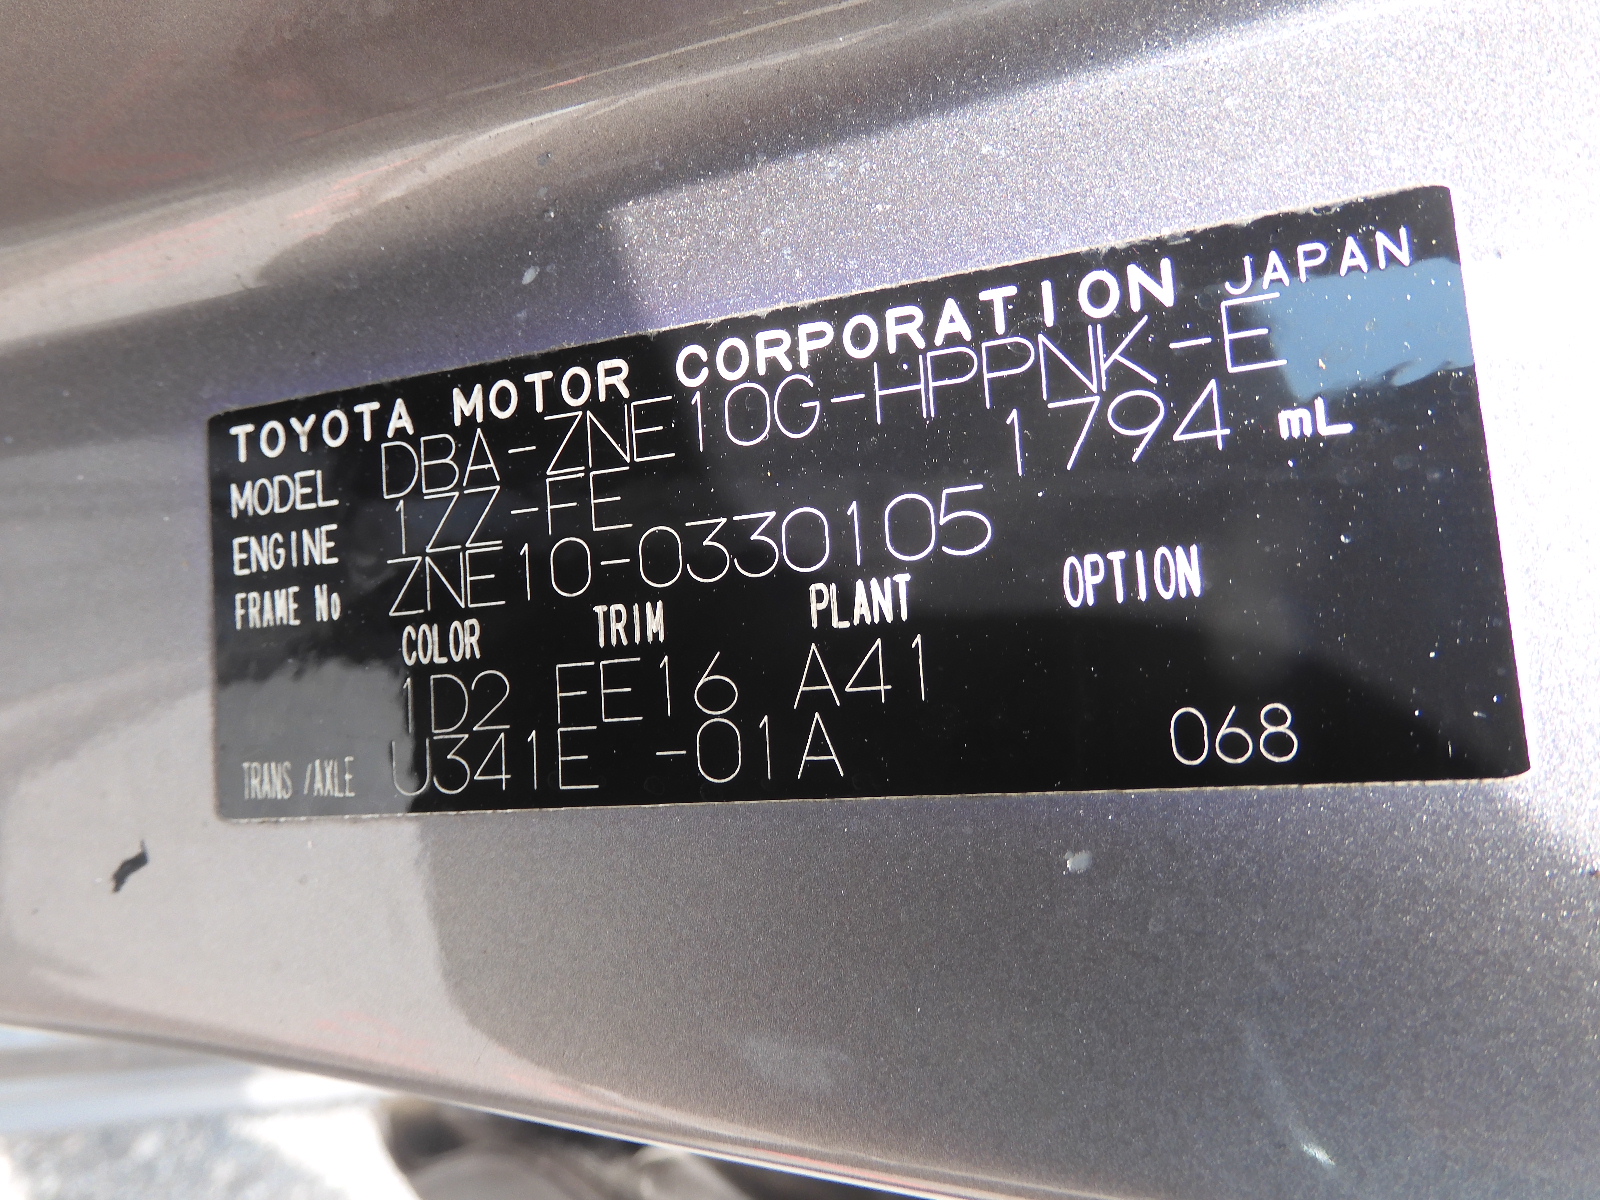 TOYOTA MOTOR CORPORATION JAPAN
MODEL DBA-ZNE10G-HPPNK-E
ENGINE 1ZZ-FE 1794 mL
FRAME No ZNE10-0330105
COLOR TRIM PLANT OPTION
1D2 FE16 A41
TRANS/AXLE U341E -01A 068